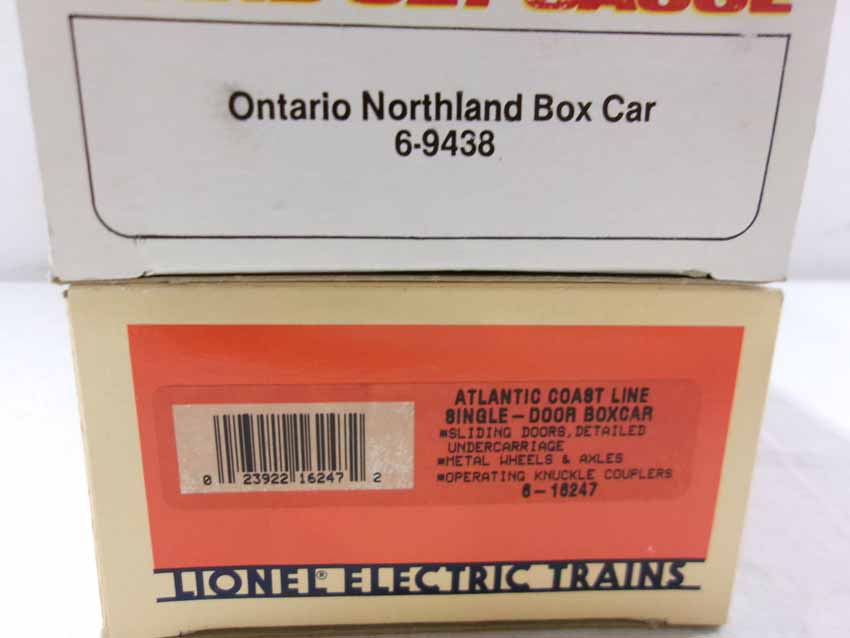 Ontario Northland Box Car
6-9438
ATLANTIC COAST LINE
SINGLE-DOOR BOXCAR
■SLIDING DOORS, DETAILED
UNDERCARRIAGE
■METAL WHEELS & AXLES
■OPERATING KNUCKLE COUPLERS
6-16247
0 23922 16247 2
LIONEL® ELECTRIC TRAINS